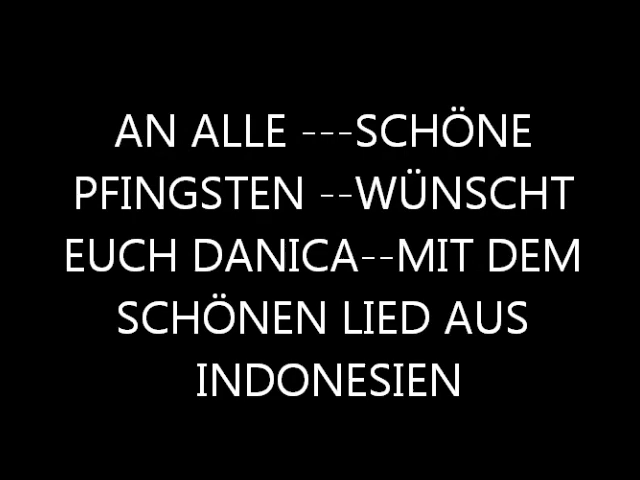 AN ALLE ---SCHÖNE
PFINGSTEN --WÜNSCHT
EUCH DANICA--MIT DEM
SCHÖNEN LIED AUS
INDONESIEN